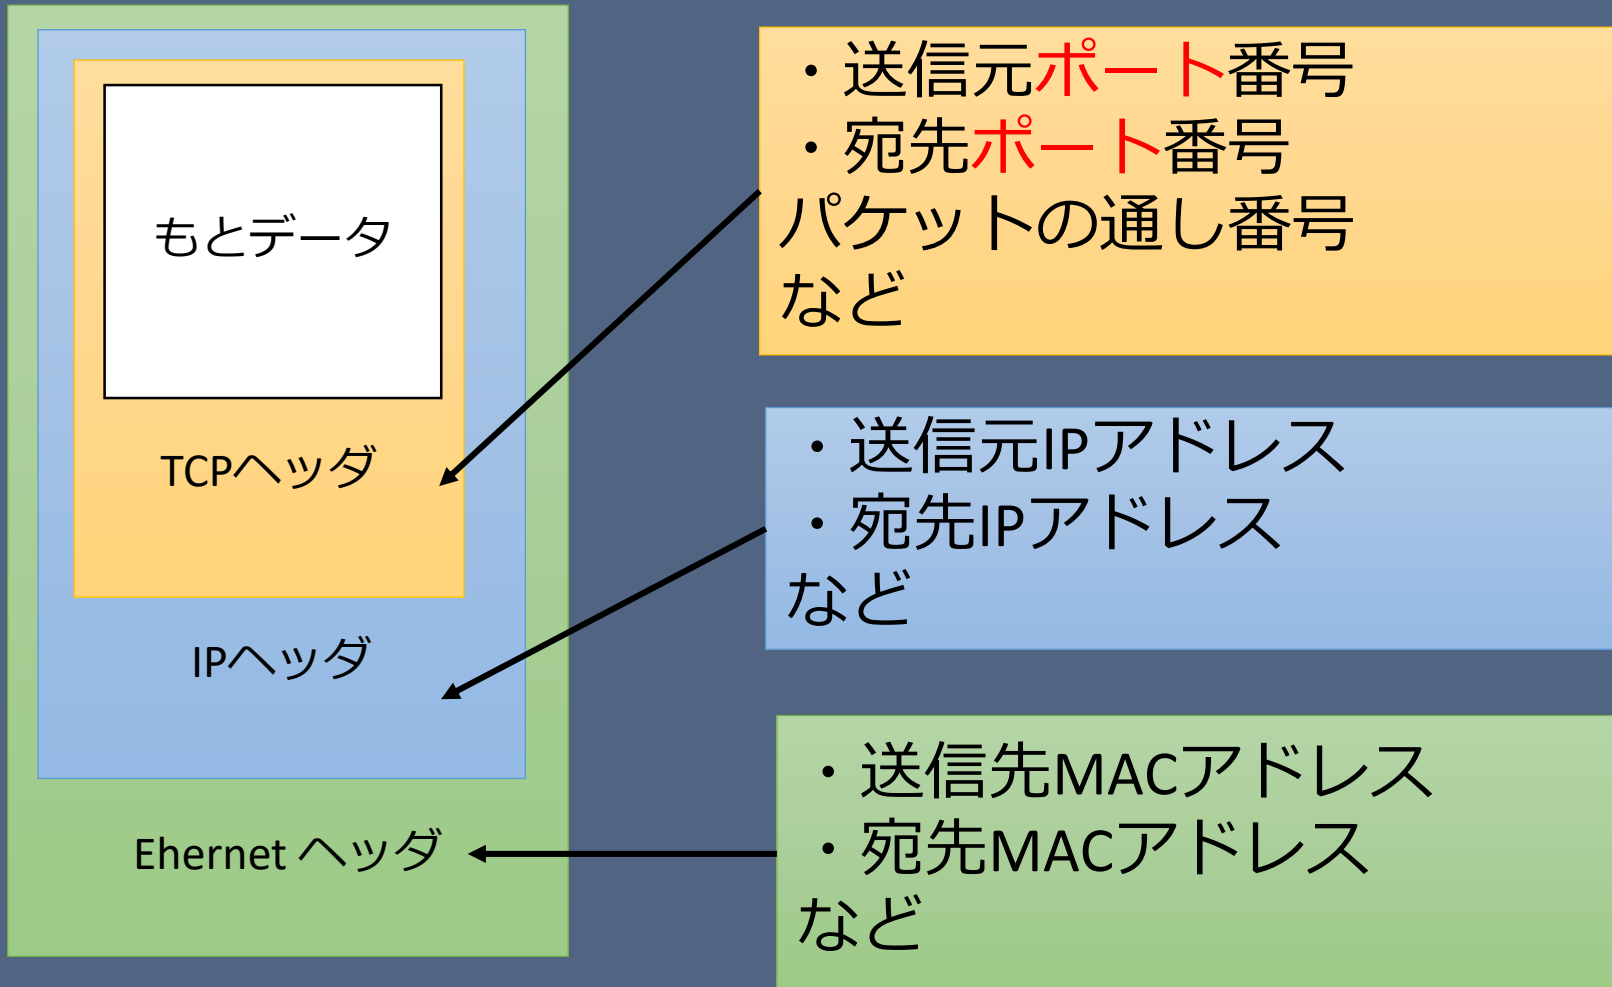 もとデータ
TCPヘッダ
IPヘッダ
Ehernet ヘッダ
・送信元ポート番号
・宛先ポート番号
パケットの通し番号
など
・送信元IPアドレス
・宛先IPアドレス
など
・送信先MACアドレス
・宛先MACアドレス
など